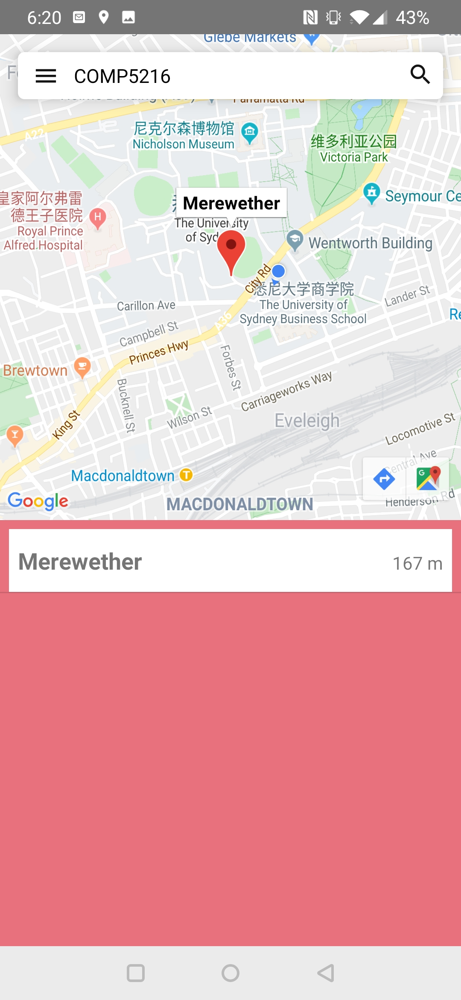 6:20
43%
Glebe Markets
COMP5216
Parramatta Rd
A22
尼克尔森博物馆
Nicholson Museum
维多利亚公园
Victoria Park
皇家阿尔弗雷
德王子医院
Royal Prince
Alfred Hospital
H
Seymour Ce
Merewether
The University
of Syd
Wentworth Building
City Rd
悉尼大学商学院
The University of
Sydney Business School
Lander St
Carillon Ave
A36
Campbell St
Princes Hwy
Forbes St
Brewtown
Bucknell St
Carriageworks Way
Wilson St
Eveleigh
King St
Locomotive St
Central Ave
Macdonaldtown
T
G
Henderson Rd
Google
MACDONALDTOWN
Merewether
167 m